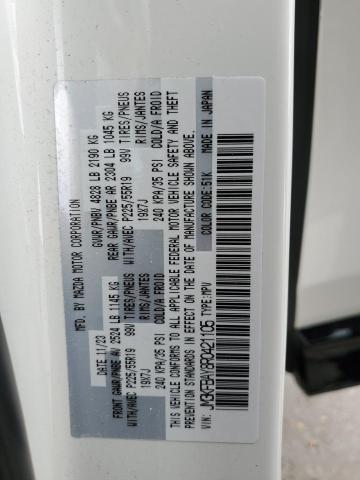 MFD. BY MAZDA MOTOR CORPORATION
DATE 11/23 GVWR/PNBV 4828 LB 2190 KG
FRONT GAWR/PNBE AV 2524 LB 1145 KG REAR GAWR/PNBE AR 2304 LB 1045 KG
WITH/AVEC P225/55R19 99V TIRES/PNEUS WITH/AVEC P225/55R19 99V TIRES/PNEUS
19X7J RIMS/JANTES 19X7J RIMS/JANTES
240 KPA/35 PSI COLD/A FROID 240 KPA/35 PSI COLD/A FROID
THIS VEHICLE CONFORMS TO ALL APPLICABLE FEDERAL MOTOR VEHICLE SAFETY AND THEFT
PREVENTION STANDARDS IN EFFECT ON THE DATE OF MANUFACTURE SHOWN ABOVE.
VIN: TYPE:MPV COLOR CODE:51K MADE IN JAPAN